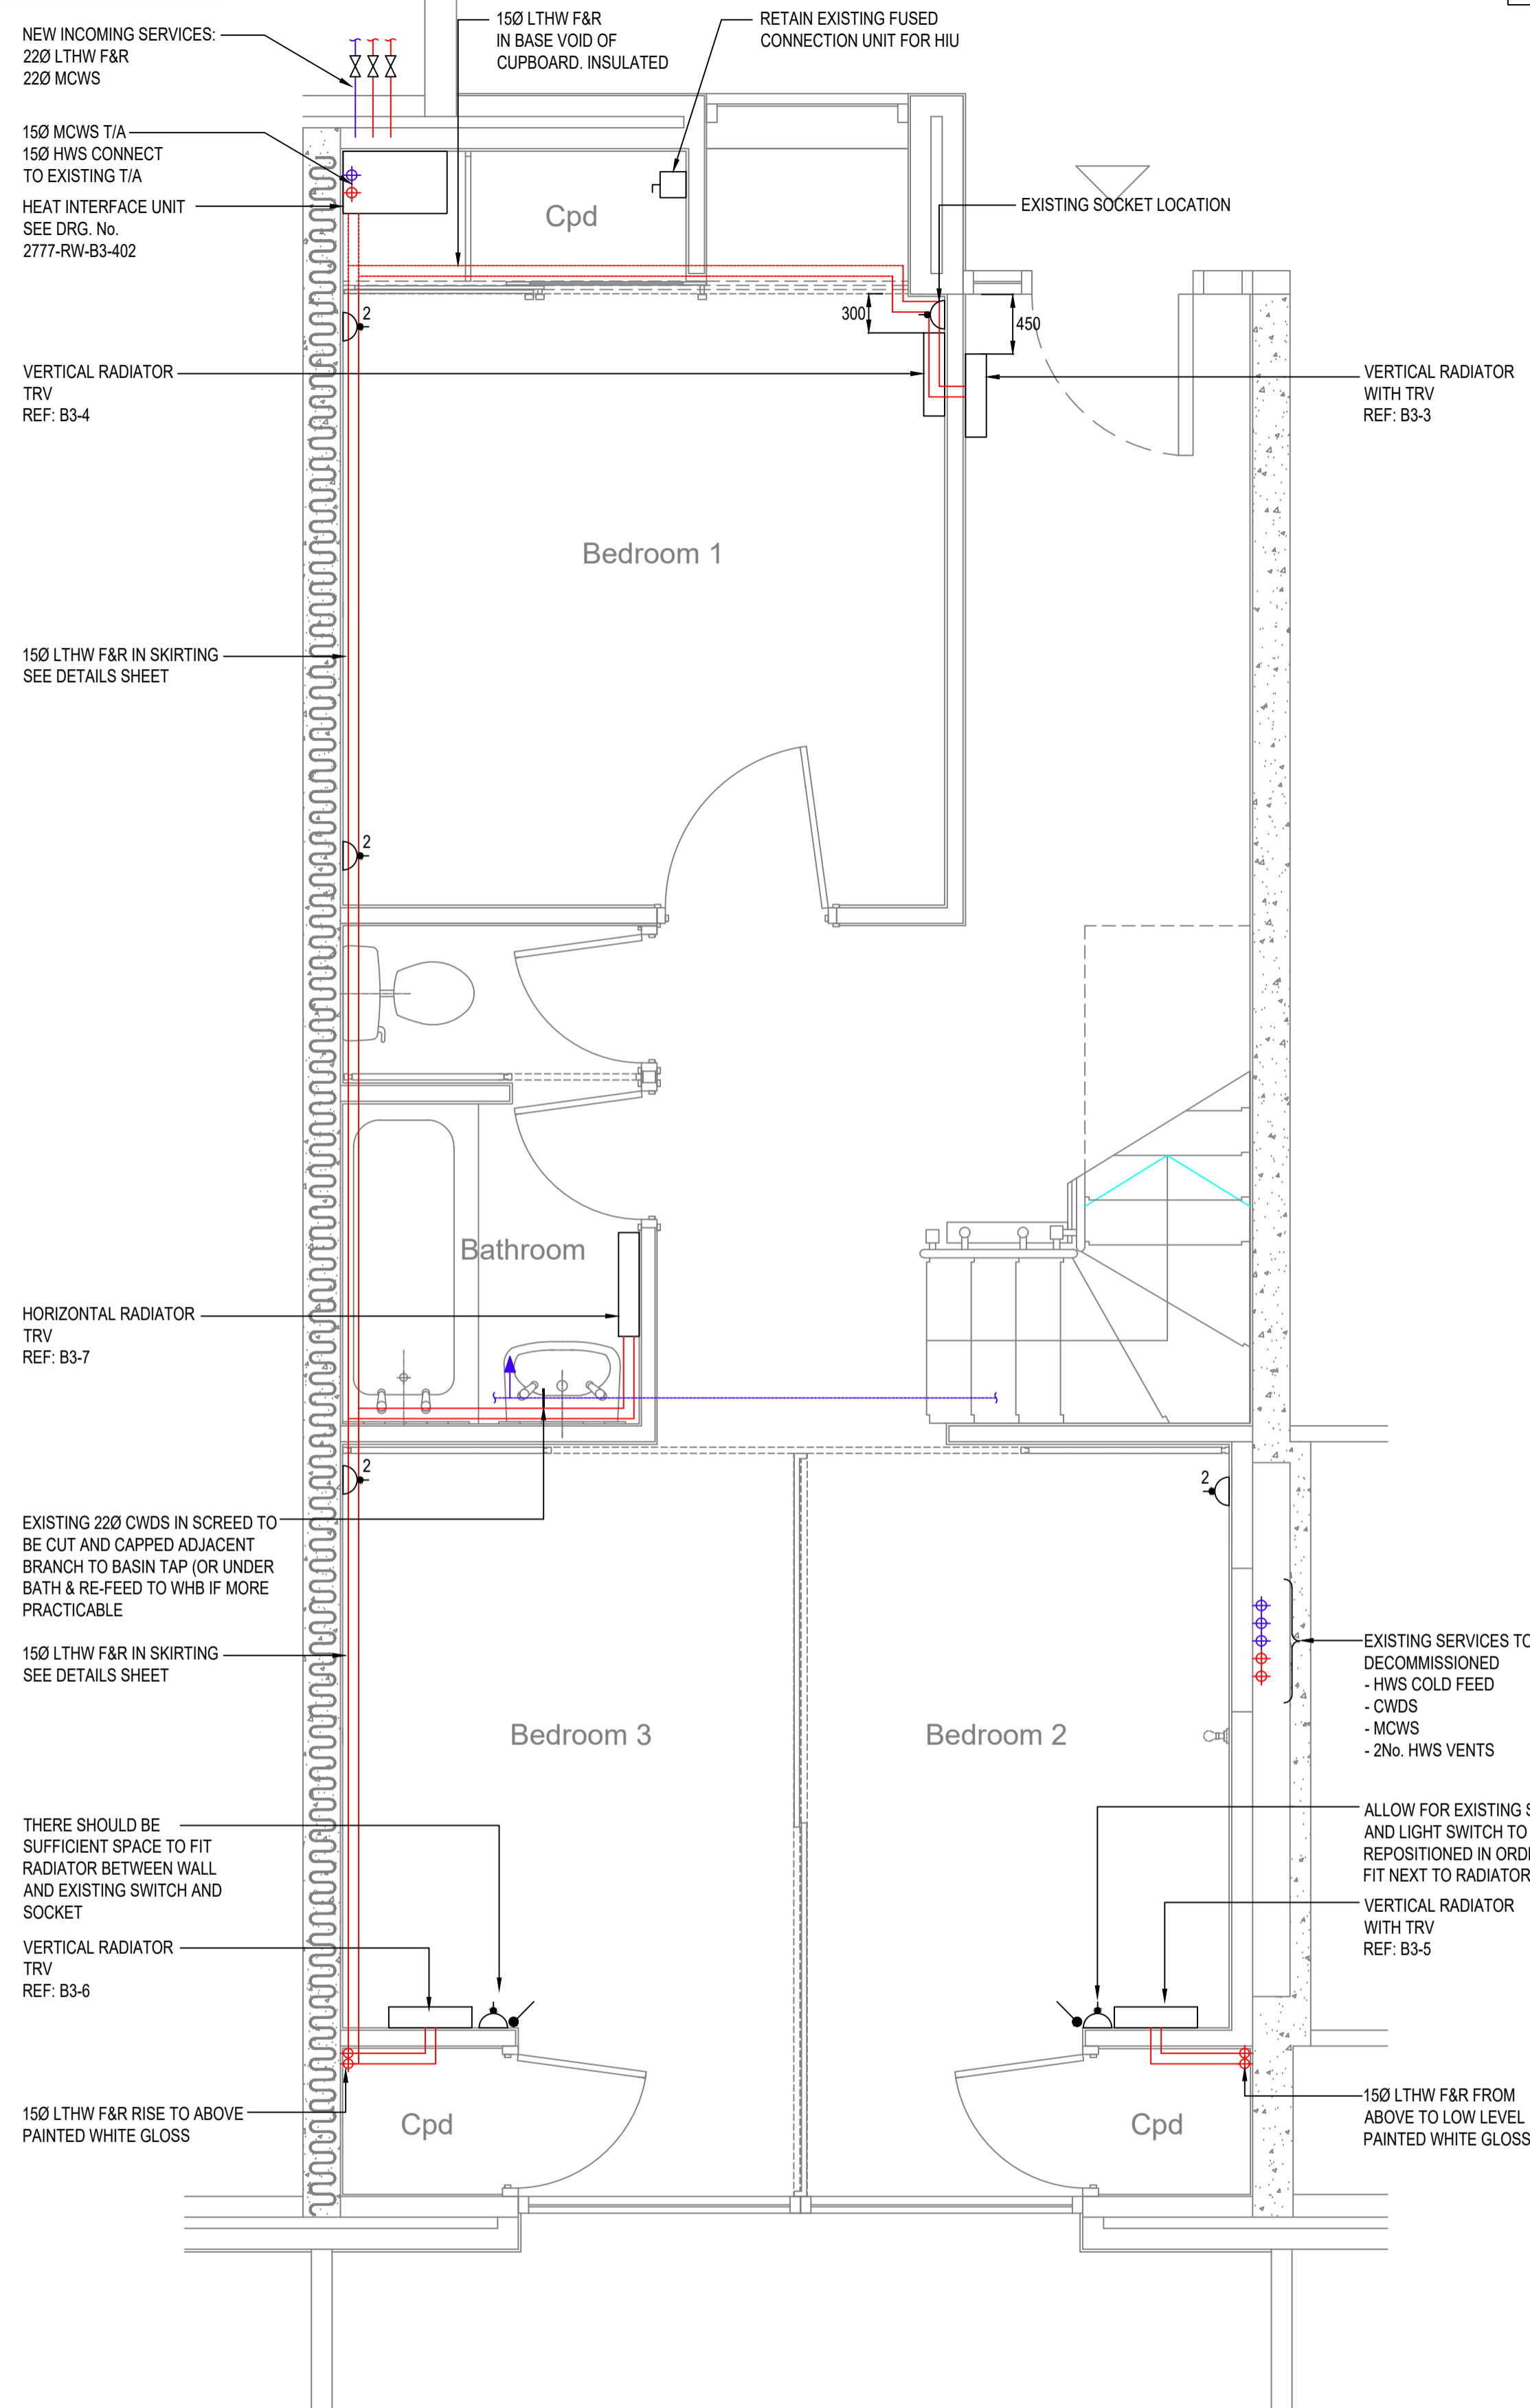 NEW INCOMING SERVICES:
22Ø LTHW F&R
22Ø MCWS
15Ø LTHW F&R
IN BASE VOID OF
CUPBOARD. INSULATED
RETAIN EXISTING FUSED
CONNECTION UNIT FOR HIU
15Ø MCWS T/A
15Ø HWS CONNECT
TO EXISTING T/A
HEAT INTERFACE UNIT
SEE DRG. No.
2777-RW-B3-402
Cpd
EXISTING SOCKET LOCATION
2
300
450
VERTICAL RADIATOR
TRV
REF: B3-4
VERTICAL RADIATOR
WITH TRV
REF: B3-3
Bedroom 1
15Ø LTHW F&R IN SKIRTING
SEE DETAILS SHEET
2
Bathroom
HORIZONTAL RADIATOR
TRV
REF: B3-7
2
2
EXISTING 22Ø CWDS IN SCREED TO
BE CUT AND CAPPED ADJACENT
BRANCH TO BASIN TAP (OR UNDER
BATH & RE-FEED TO WHB IF MORE
PRACTICABLE
15Ø LTHW F&R IN SKIRTING
SEE DETAILS SHEET
EXISTING SERVICES TO
DECOMMISSIONED
- HWS COLD FEED
- CWDS
- MCWS
- 2No. HWS VENTS
Bedroom 3
Bedroom 2
THERE SHOULD BE
SUFFICIENT SPACE TO FIT
RADIATOR BETWEEN WALL
AND EXISTING SWITCH AND
SOCKET
ALLOW FOR EXISTING
AND LIGHT SWITCH TO
REPOSITIONED IN
FIT NEXT TO RADIATOR
VERTICAL RADIATOR
WITH TRV
REF: B3-5
VERTICAL RADIATOR
TRV
REF: B3-6
15Ø LTHW F&R RISE TO ABOVE
PAINTED WHITE GLOSS
Cpd
Cpd
15Ø LTHW F&R FROM
ABOVE TO LOW LEVEL
PAINTED WHITE GLOSS